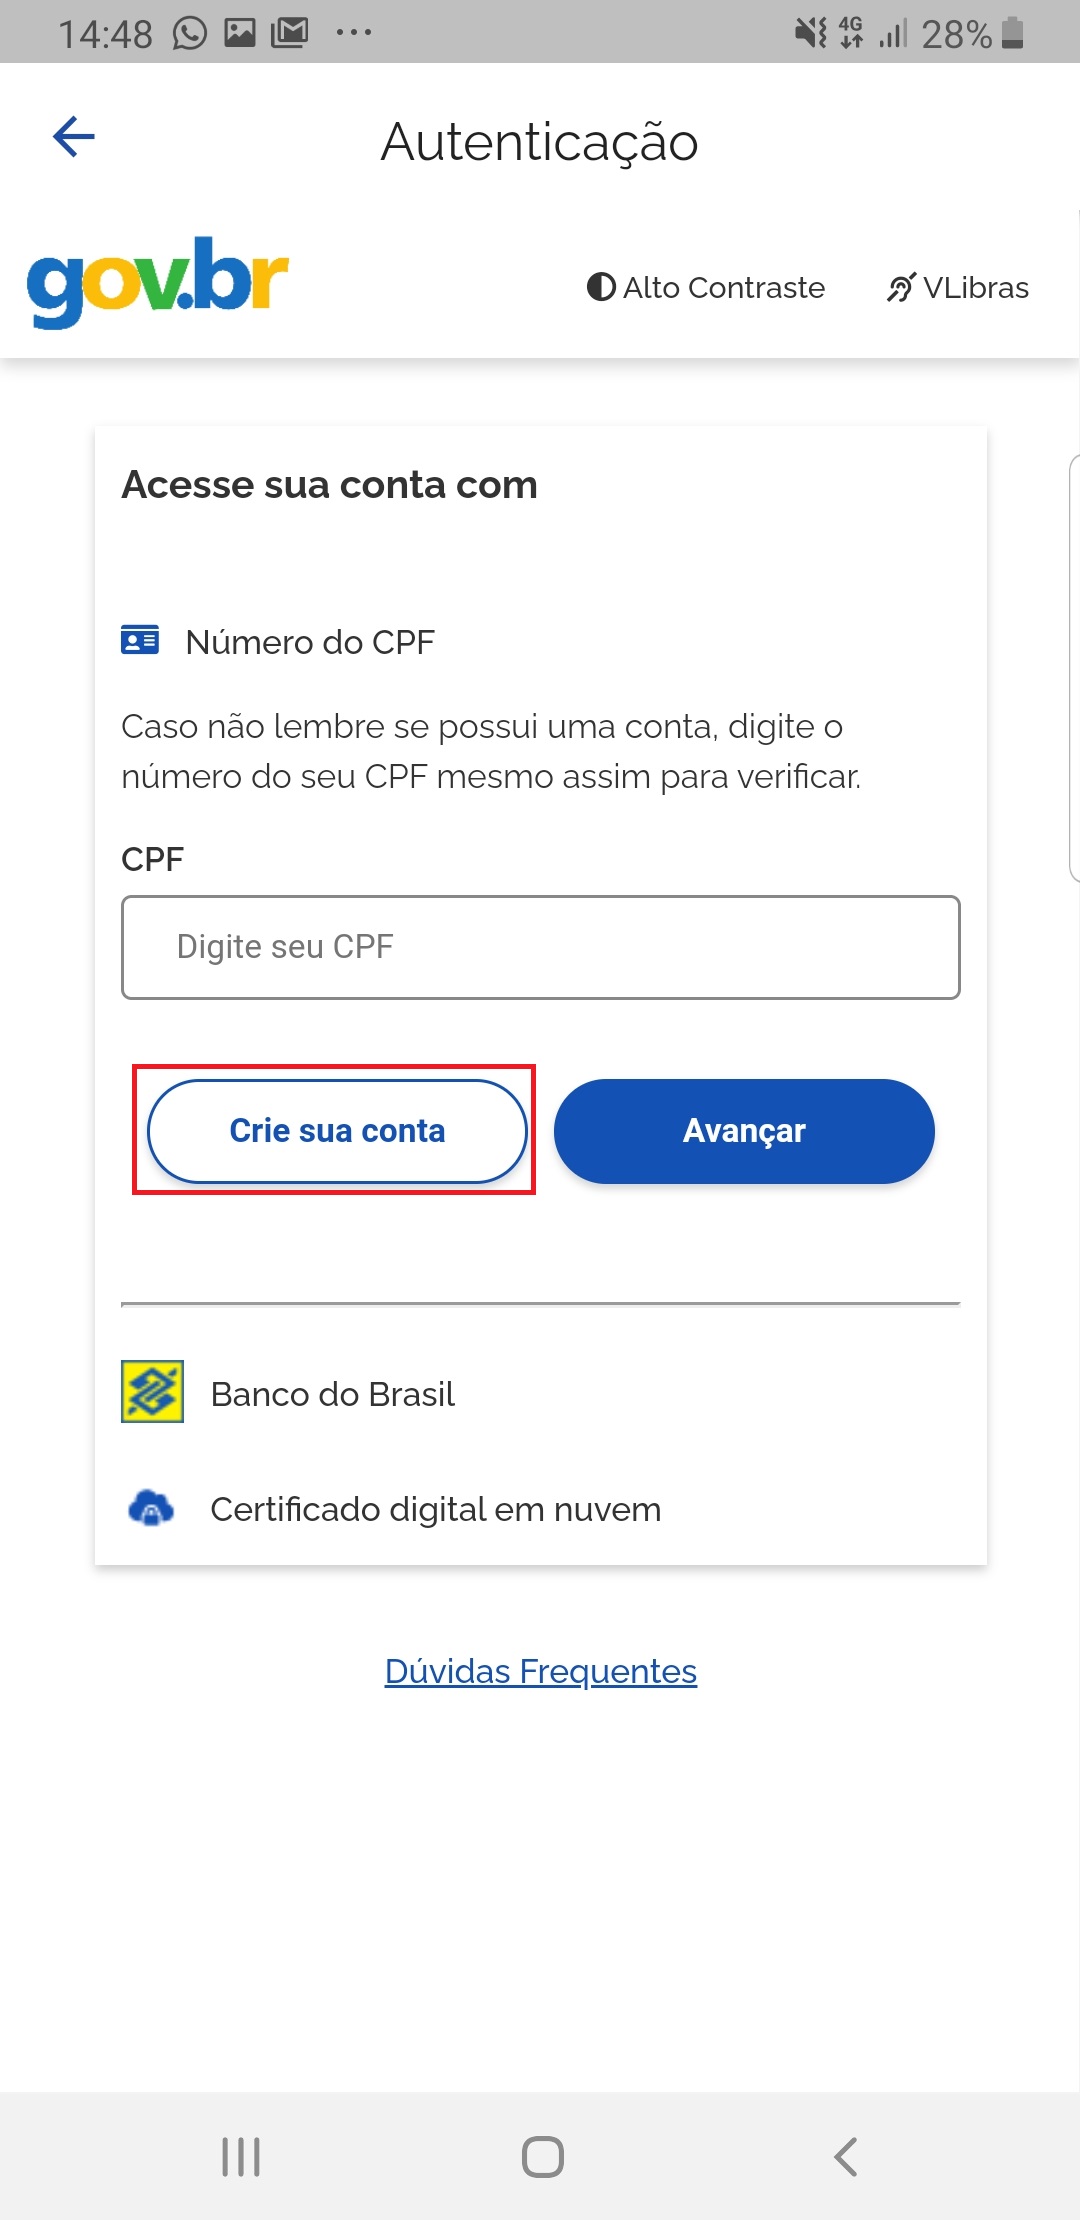 14:48
4G
28%
Autenticação
gov.br
Alto Contraste
VLibras
Acesse sua conta com
Número do CPF
Caso não lembre se possui uma conta, digite o
número do seu CPF mesmo assim para verificar.
CPF
Digite seu CPF
Crie sua conta
Avançar
Banco do Brasil
Certificado digital em nuvem
Dúvidas Frequentes